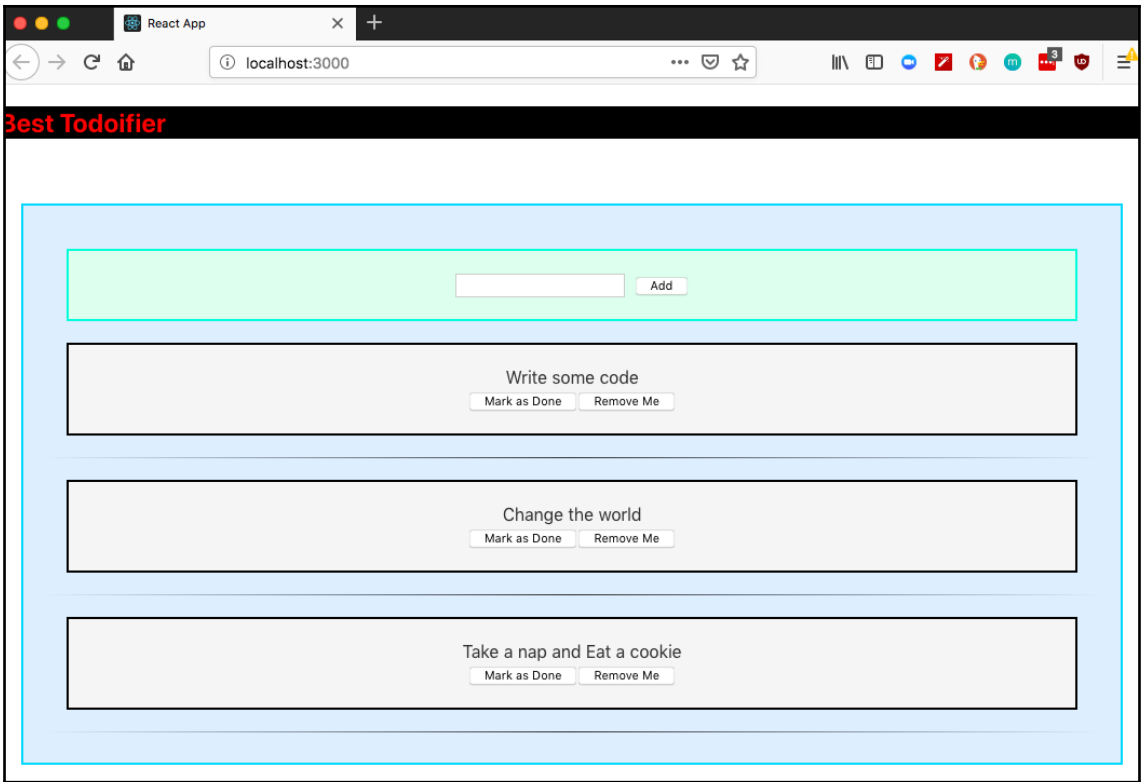 React App
localhost:3000
3
m
Best Todoifier
Add
Write some code
Mark as Done Remove Me
Change the world
Mark as Done Remove Me
Take a nap and Eat a cookie
Mark as Done Remove Me